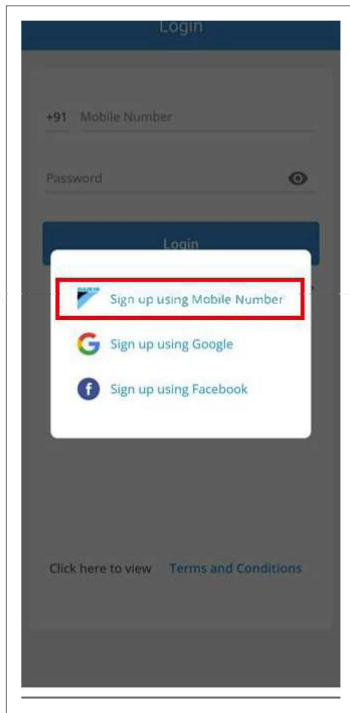 Login
+91 Mobile Number
Password
Login
Sign up using Mobile Number
Sign up using Google
Sign up using Facebook
Click here to view Terms and Conditions